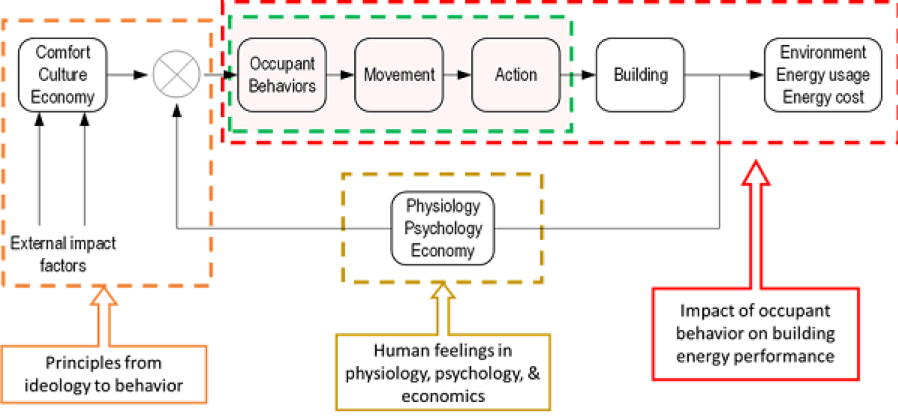 Comfort
Culture
Economy
Occupant
Behaviors
Movement
Action
Building
Environment
Energy usage
Energy cost
Physiology
Psychology
Economy
External impact
factors
Principles from
ideology to behavior
Human feelings in
physiology, psychology, &
economics
Impact of occupant
behavior on building
energy performance